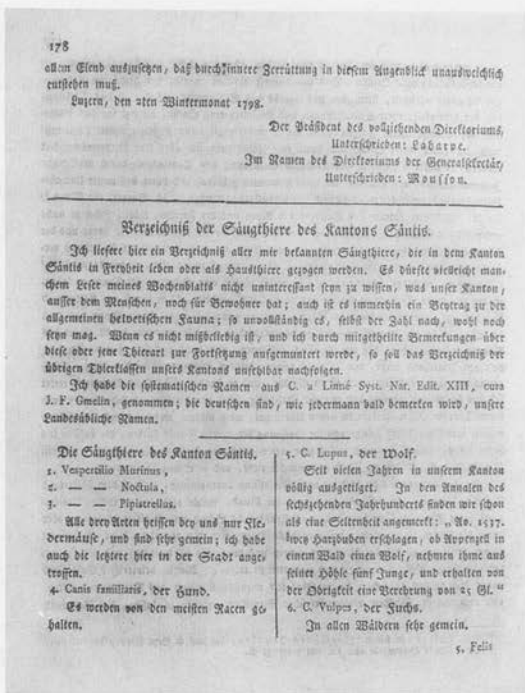 178
allem Elend auszusetzen, daß durch innere Zerrüttung in diesem Augenblick unausweichlich
entstehen muß.
Luzern, den 2ten Wintermonat 1798.
Der Präsident des vollziehenden Direktoriums,
Unterschrieben: Laharpe.
Im Namen des Direktoriums der Generalsekretär,
Unterschrieben: Mousson.
Verzeichniß der Säugthiere des Kantons Säntis.
Ich liefere hier ein Verzeichniß aller mir bekannten Säugthiere, die in dem Kanton
Säntis in Freyheit leben oder als Hausthiere gezogen werden. Es dürfte vielleicht man-
chem Leser meines Wochenblatts nicht uninteressant seyn zu wissen, was unser Kanton,
ausser dem Menschen, noch für Bewohner hat; auch ist es immerhin ein Beytrag zu der
allgemeinen helvetischen Fauna; so unvollständig es, selbst der Zahl nach, wohl noch
seyn mag. Wenn es nicht mißbeliebig ist, und ich durch mitgetheilte Bemerkungen über
diese oder jene Thierart zur Fortsetzung aufgemuntert werde, so soll das Verzeichniß der
übrigen Thierklassen unsers Kantons unfehlbar nachfolgen.
Ich habe die systematischen Namen aus C. a Linné Syst. Nat. Edit. XIII, cura
J. F. Gmelin, genommen; die deutschen sind, wie jedermann bald bemerken wird, unsere
Landesübliche Namen.
Die Säugthiere des Kanton Säntis.
1. Vespertilio Murinus,
2. — — Noctula,
3. — — Pipistrellus.
Alle drey Arten heissen bey uns nur Fle-
dermäuse, und sind sehr gemein; ich habe
auch die letztere hier in der Stadt ange-
troffen.
4. Canis familiaris, der Hund.
Es werden von den meisten Racen ge-
halten.
5. C. Lupus, der Wolf.
Seit vielen Jahren in unserm Kanton
völlig ausgetilget. In den Annalen des
sechszehenden Jahrhunderts finden wir schon
als eine Seltenheit angemerkt: „Ao. 1537.
zwey Harzbuben erschlagen, ob Appenzell in
einem Wald einen Wolf, nehmen ihme aus
seiner Höhle fünf Junge, und erhalten von
der Obrigkeit eine Verehrung von 25 Gl."
6. C. Vulpes, der Fuchs.
In allen Wäldern sehr gemein.
5. Felis